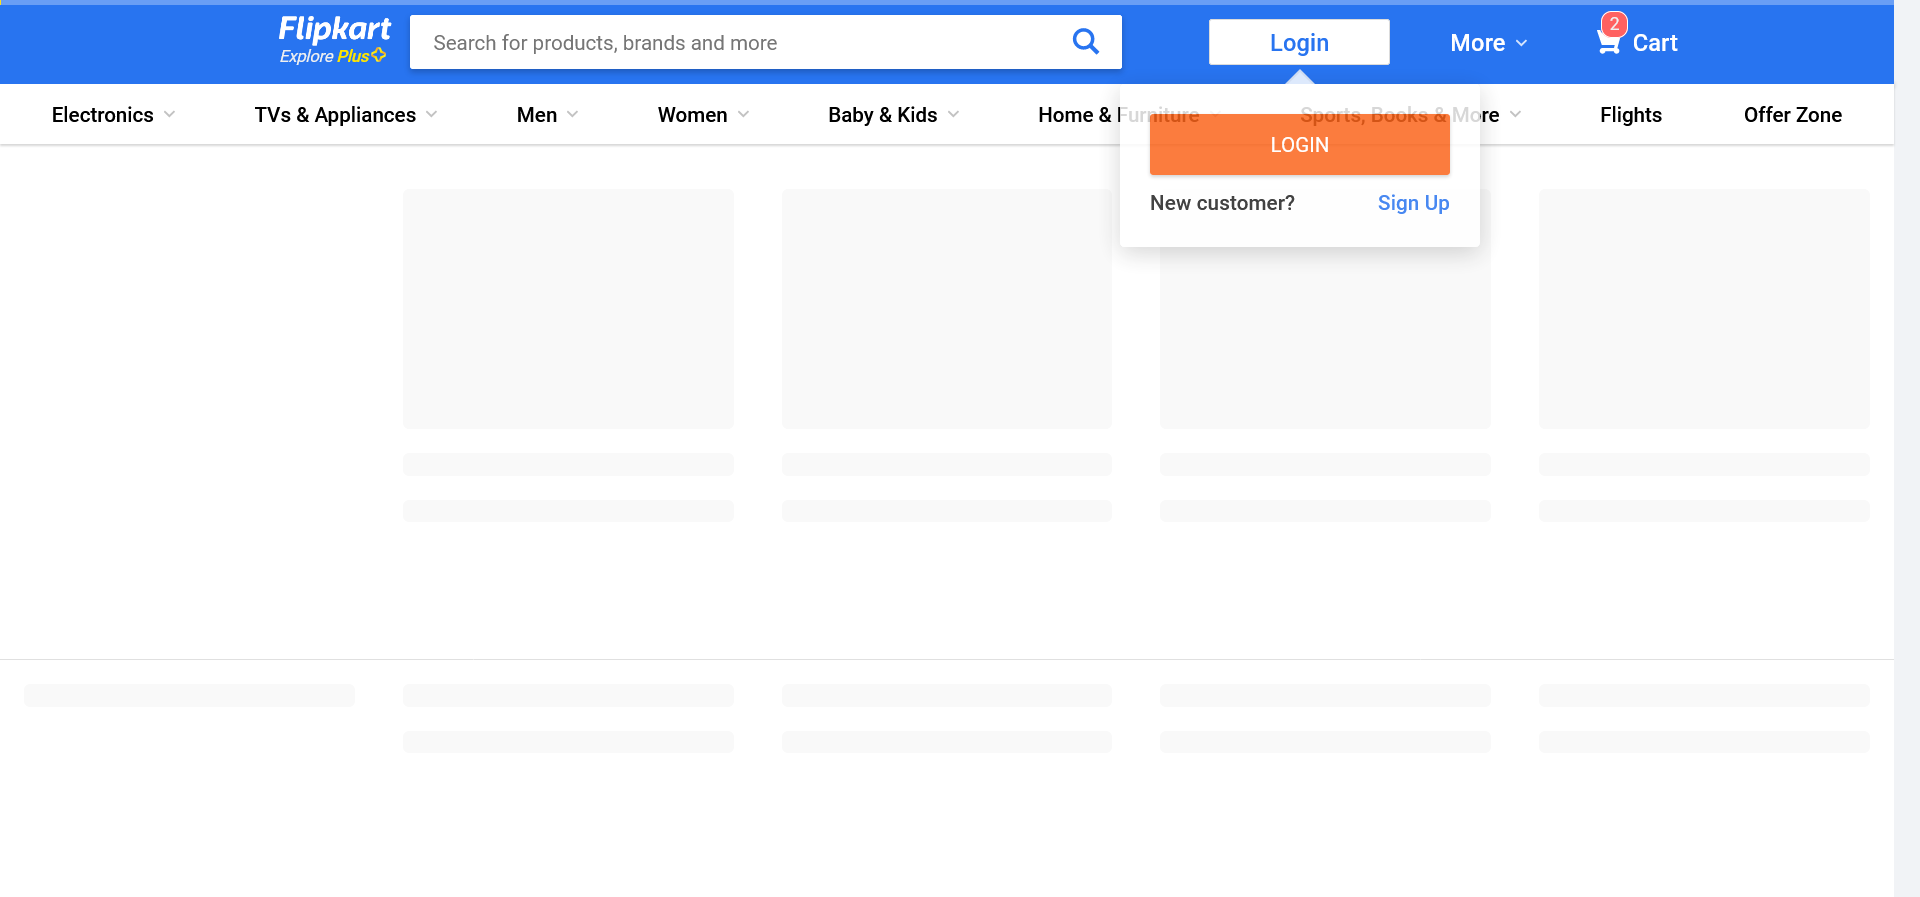 Flipkart
Explore Plus
Search for products, brands and more
Login
More
2
Cart
Electronics
TVs & Appliances
Men
Women
Baby & Kids
Home & Furniture
Sports, Books & More
Flights
Offer Zone
LOGIN
New customer?
Sign Up